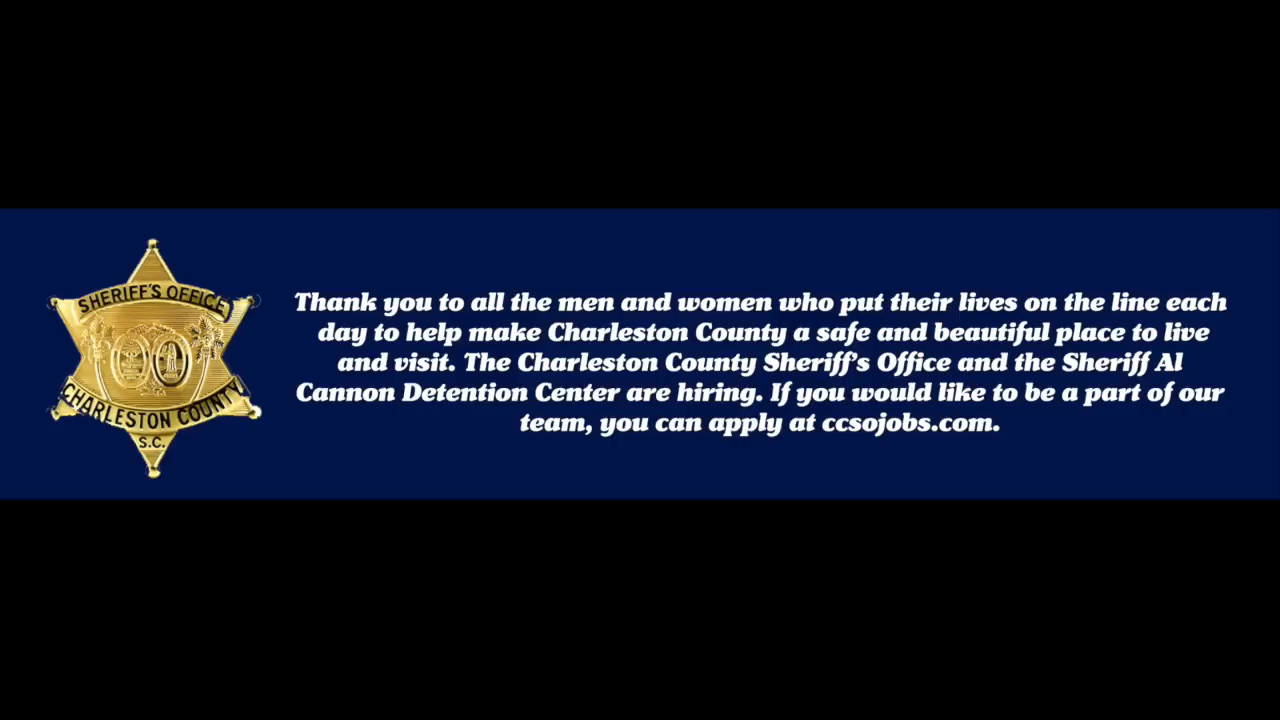 SHERIFF'S OFFICE
CHARLESTON COUNTY
S.C.
Thank you to all the men and women who put their lives on the line each
day to help make Charleston County a safe and beautiful place to live
and visit. The Charleston County Sheriff's Office and the Sheriff Al
Cannon Detention Center are hiring. If you would like to be a part of our
team, you can apply at ccsojobs.com.